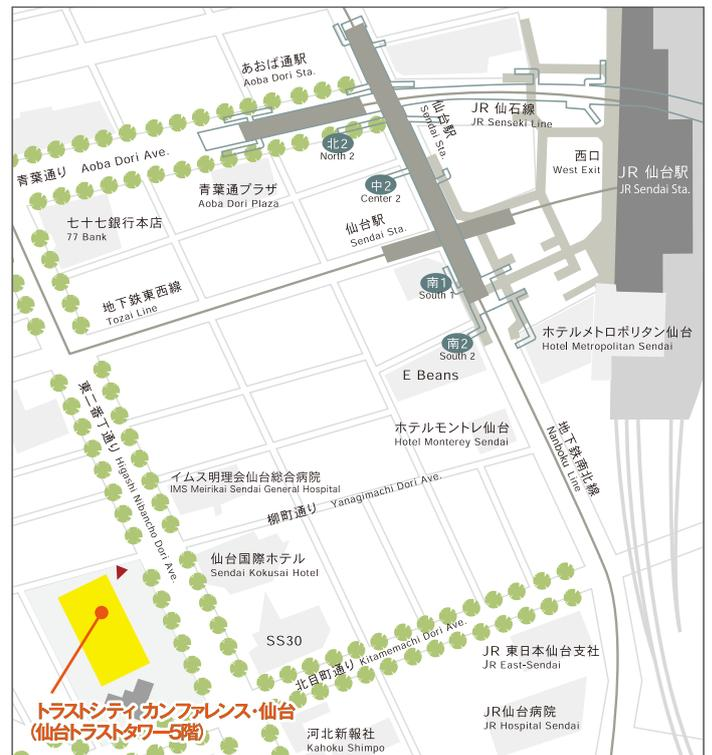 あおば通駅
Aoba Dori Sta.
仙台駅
Sendai Sta.
JR 仙石線
JR Senseki Line
西口
West Exit
JR 仙台駅
JR Sendai Sta.
青葉通り Aoba Dori Ave.
北2
North 2
青葉通プラザ
Aoba Dori Plaza
中2
Center 2
七十七銀行本店
77 Bank
仙台駅
Sendai Sta.
地下鉄東西線
Tozai Line
南1
South 1
南2
South 2
ホテルメトロポリタン仙台
Hotel Metropolitan Sendai
E Beans
東二番丁通り Higashi Nibancho Dori Ave.
ホテルモントレ仙台
Hotel Monterey Sendai
地下鉄南北線
Nanboku Line
イムス明理会仙台総合病院
IMS Meirikai Sendai General Hospital
柳町通り Yanagimachi Dori Ave.
仙台国際ホテル
Sendai Kokusai Hotel
SS30
北目町通り Kitamemachi Dori Ave.
JR 東日本仙台支社
JR East-Sendai
トラストシティ カンファレンス・仙台
(仙台トラストタワー5階)
JR仙台病院
JR Hospital Sendai
河北新報社
Kahoku Shimpo